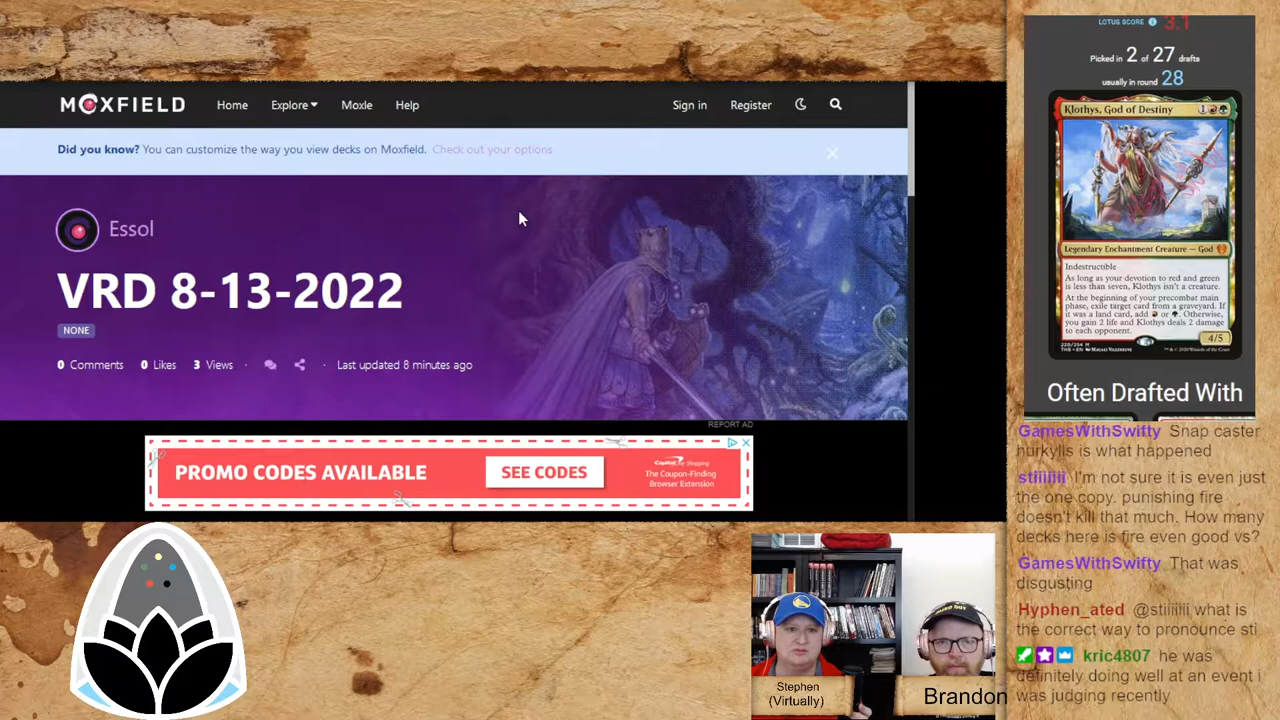 MOXFIELD
Home
Explore
Moxle
Help
Sign in
Register
Did you know? You can customize the way you view decks on Moxfield. Check out your options
Essol
VRD 8-13-2022
NONE
0 Comments
0 Likes
3 Views
Last updated 8 minutes ago
REPORT AD
PROMO CODES AVAILABLE
SEE CODES
The Coupon-Finding
Browser Extension
Stephen
(Virtually)
Brandon
LOTUS SCORE 3.1
Picked in 2 of 27 drafts
usually in round 28
Klothys, God of Destiny
Legendary Enchantment Creature — God
Indestructible
As long as your devotion to red and green
is less than seven, Klothys isn't a creature.
At the beginning of your precombat main
phase, exile target card from a graveyard. If
it was a land card, add or . Otherwise,
you gain 2 life and Klothys deals 2 damage
to each opponent.
4/5
Often Drafted With
GamesWithSwifty Snap caster
hurkylls is what happened
stiiiiiii I'm not sure it is even just
the one copy. punishing fire
doesn't kill that much. How many
decks here is fire even good vs?
GamesWithSwifty That was
disgusting
Hyphen_ated @stiiiiiii what is
the correct way to pronounce sti
kric4807 he was
definitely doing well at an event i
was judging recently